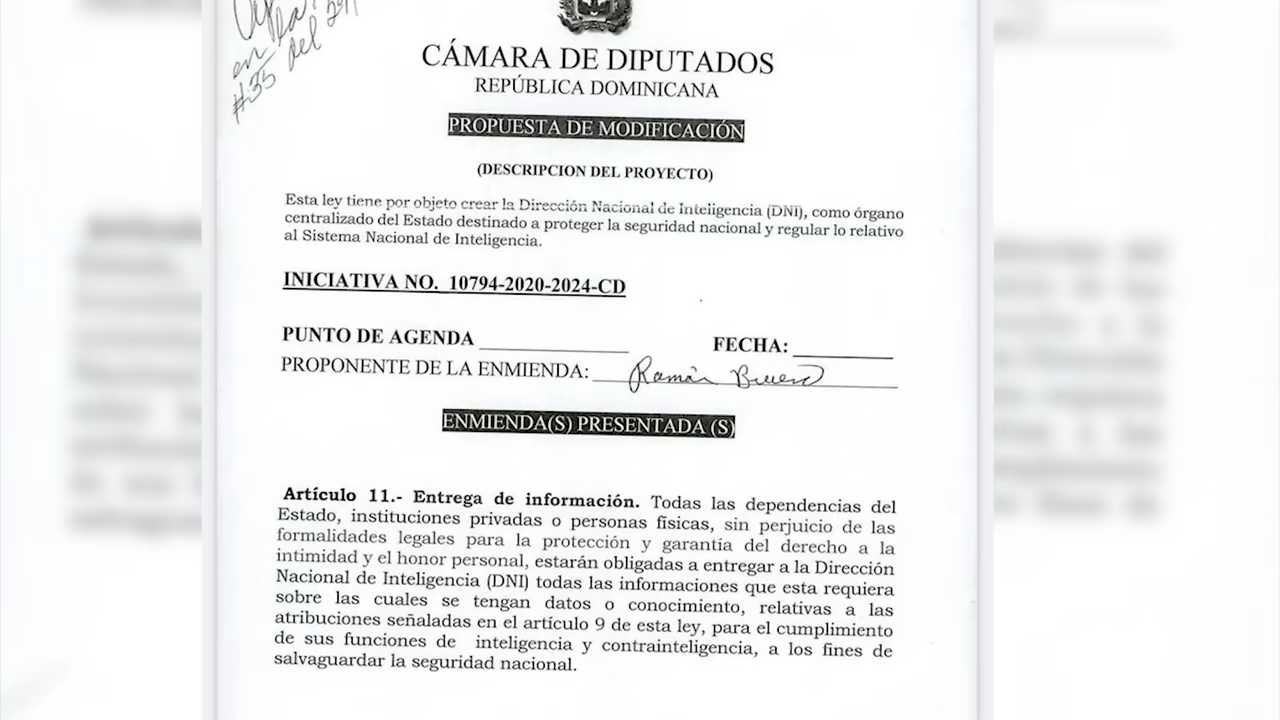 en
#35 del
CÁMARA DE DIPUTADOS
REPÚBLICA DOMINICANA
PROPUESTA DE MODIFICACIÓN
(DESCRIPCION DEL PROYECTO)
Esta ley tiene por objeto crear la Dirección Nacional de Inteligencia (DNI), como órgano
centralizado del Estado destinado a proteger la seguridad nacional y regular lo relativo
al Sistema Nacional de Inteligencia.
INICIATIVA NO. 10794-2020-2024-CD
PUNTO DE AGENDA FECHA:
PROPONENTE DE LA ENMIENDA: Ramón
ENMIENDA(S) PRESENTADA (S)
Artículo 11.- Entrega de información. Todas las dependencias del
Estado, instituciones privadas o personas físicas, sin perjuicio de las
formalidades legales para la protección y garantía del derecho a la
intimidad y el honor personal, estarán obligadas a entregar a la Dirección
Nacional de Inteligencia (DNI) todas las informaciones que esta requiera
sobre las cuales se tengan datos o conocimiento, relativas a las
atribuciones señaladas en el artículo 9 de esta ley, para el cumplimiento
de sus funciones de inteligencia y contrainteligencia, a los fines de
salvaguardar la seguridad nacional.